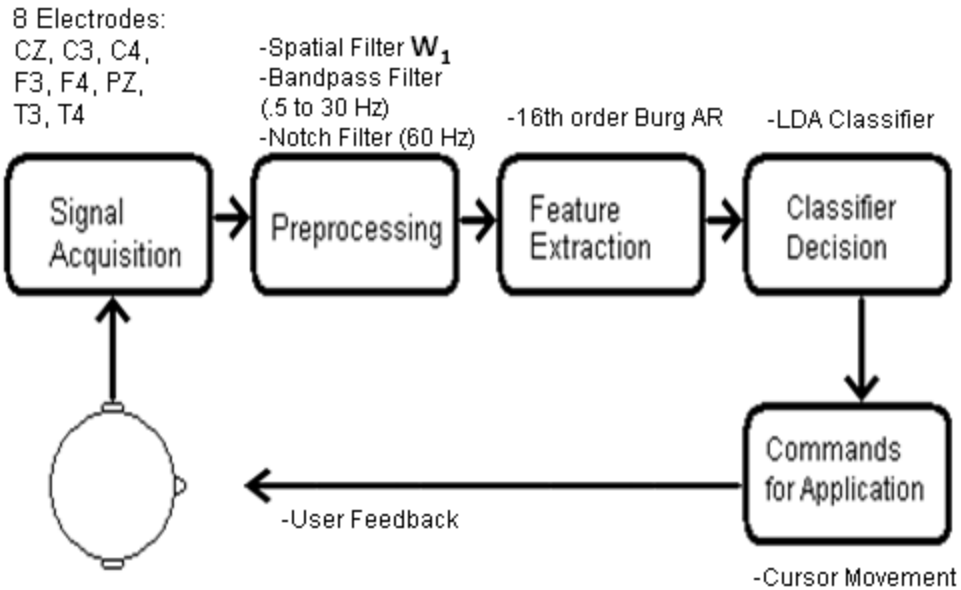 8 Electrodes:
CZ, C3, C4,
F3, F4, PZ,
T3, T4
-Spatial Filter W₁
-Bandpass Filter
(.5 to 30 Hz)
-Notch Filter (60 Hz)
-16th order Burg AR
-LDA Classifier
Signal
Acquisition
Preprocessing
Feature
Extraction
Classifier
Decision
Commands
for Application
-User Feedback
-Cursor Movement